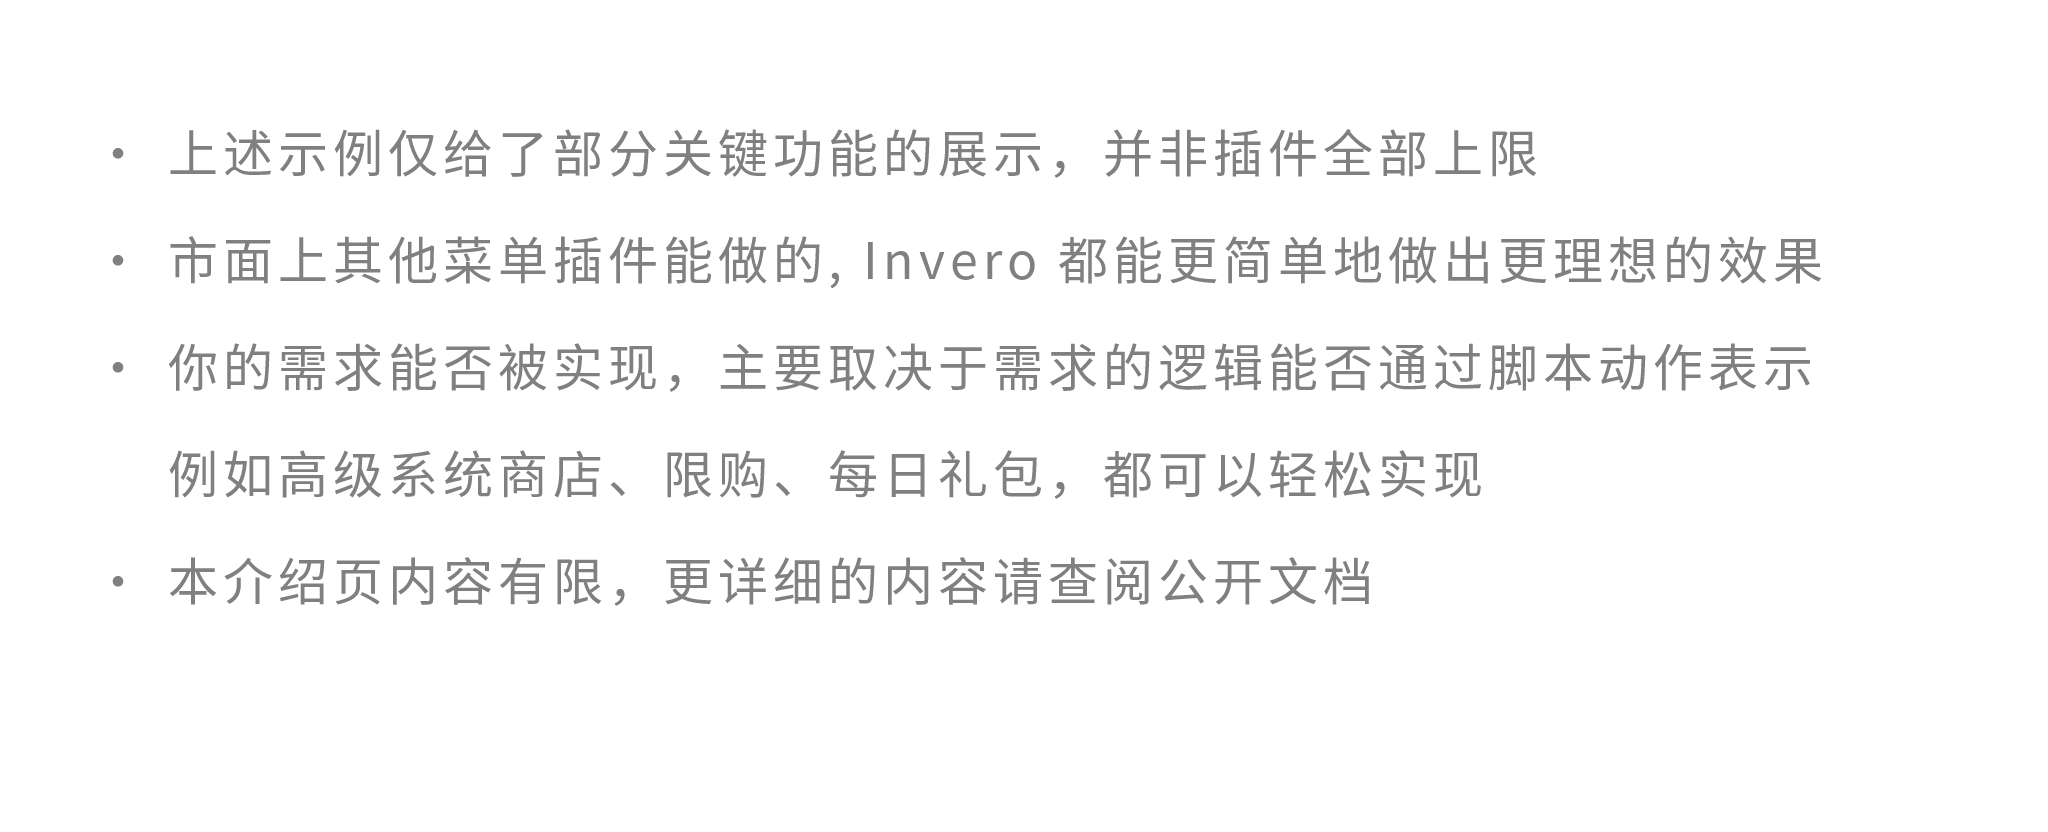 • 上述示例仅给了部分关键功能的展示，并非插件全部上限
• 市面上其他菜单插件能做的, Invero 都能更简单地做出更理想的效果
• 你的需求能否被实现，主要取决于需求的逻辑能否通过脚本动作表示
例如高级系统商店、限购、每日礼包，都可以轻松实现
• 本介绍页内容有限，更详细的内容请查阅公开文档